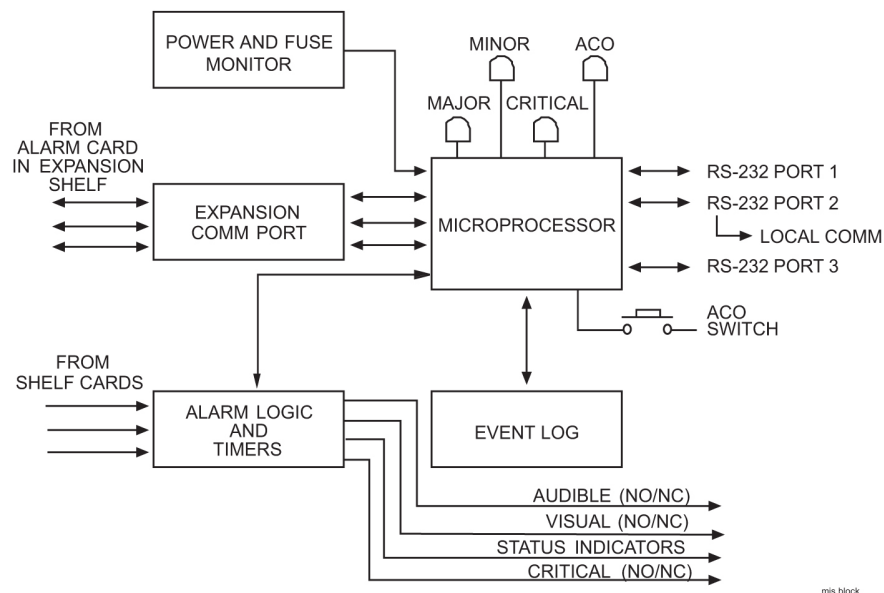 POWER AND FUSE
MONITOR
MINOR
ACO
MAJOR
CRITICAL
FROM
ALARM CARD
IN EXPANSION
SHELF
EXPANSION
COMM PORT
MICROPROCESSOR
RS-232 PORT 1
RS-232 PORT 2
LOCAL COMM
RS-232 PORT 3
ACO
SWITCH
FROM
SHELF CARDS
ALARM LOGIC
AND
TIMERS
EVENT LOG
AUDIBLE (NO/NC)
VISUAL (NO/NC)
STATUS INDICATORS
CRITICAL (NO/NC)
mis block